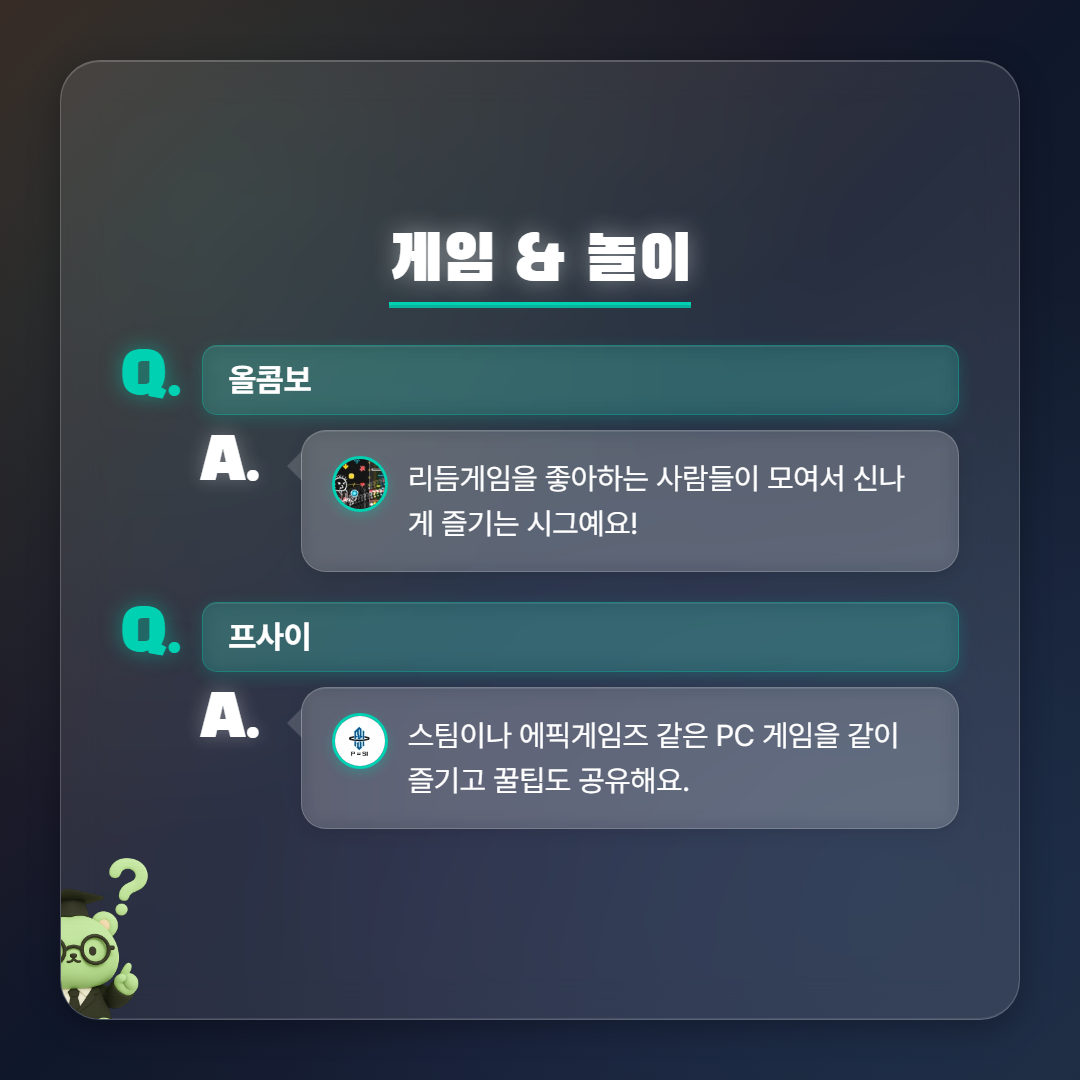 게임 & 놀이
Q.
올콤보
A.
리듬게임을 좋아하는 사람들이 모여서 신나
게 즐기는 시그예요!
Q.
프사이
A.
스팀이나 에픽게임즈 같은 PC 게임을 같이
즐기고 꿀팁도 공유해요.
?